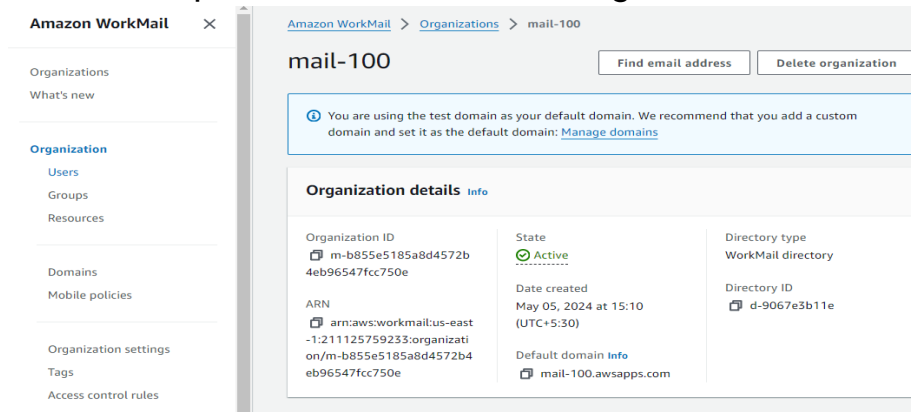 Amazon WorkMail
Organizations
What's new
Organization
Users
Groups
Resources
Domains
Mobile policies
Organization settings
Tags
Access control rules
Amazon WorkMail > Organizations > mail-100
mail-100
Find email address
Delete organization
You are using the test domain as your default domain. We recommend that you add a custom
domain and set it as the default domain: Manage domains
Organization details Info
Organization ID
m-b855e5185a8d4572b
4eb96547fcc750e
ARN
arn:aws:workmail:us-east
-1:211125759233:organizati
on/m-b855e5185a8d4572b4
eb96547fcc750e
State
Active
Date created
May 05, 2024 at 15:10
(UTC+5:30)
Default domain Info
mail-100.awsapps.com
Directory type
WorkMail directory
Directory ID
d-9067e3b11e